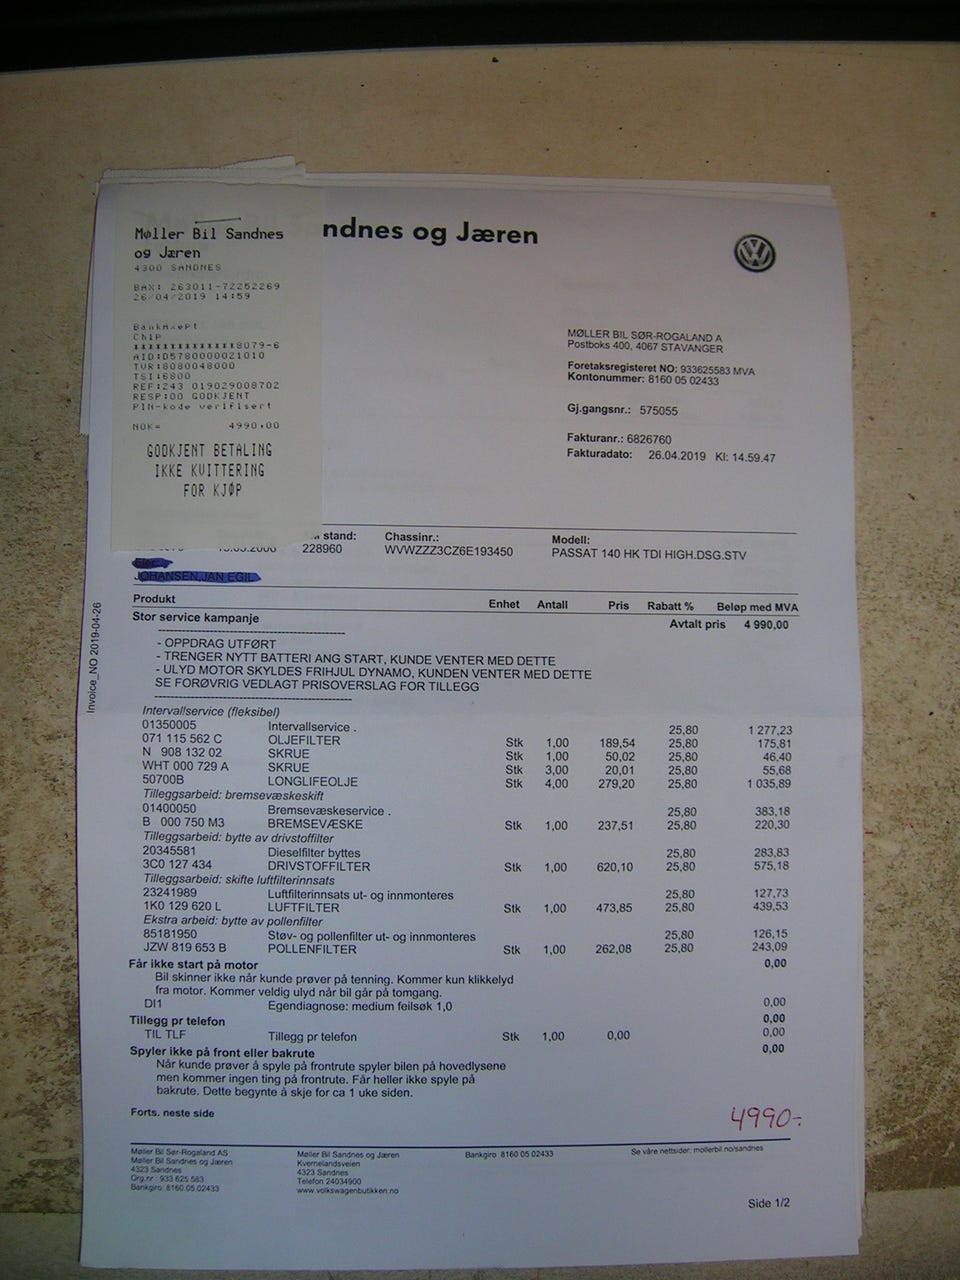 Møller Bil Sandnes
og Jæren
4300 SANDNES
BAX: 263011-72252269
26/04/2019 14:59
BankAxept
Chip
*************8079-6
AID:D5780000021010
TVR:8080048000
TSI:6800
REF:243 019029008702
RESP:00 GODKJENT
PIN-kode verifisert
NOK= 4990,00
GODKJENT BETALING
IKKE KVITTERING
FOR KJØP
ndnes og Jæren
MØLLER BIL SØR-ROGALAND A
Postboks 400, 4067 STAVANGER
Foretaksregisteret NO: 933625583 MVA
Kontonummer: 8160 05 02433
Gj.gangsnr.: 575055
Fakturanr.: 6826760
Fakturadato: 26.04.2019 Kl: 14.59.47
stand: Chassinr.: Modell:
228960 WVWZZZ3CZ6E193450 PASSAT 140 HK TDI HIGH.DSG.STV
JOHANSEN,JAN EGIL
Produkt Enhet Antall Pris Rabatt % Beløp med MVA
Stor service kampanje Avtalt pris 4 990,00
- OPPDRAG UTFØRT
- TRENGER NYTT BATTERI ANG START, KUNDE VENTER MED DETTE
- ULYD MOTOR SKYLDES FRIHJUL DYNAMO, KUNDEN VENTER MED DETTE
SE FORØVRIG VEDLAGT PRISOVERSLAG FOR TILLEGG
Intervallservice (fleksibel)
01350005 Intervallservice . 25,80 1 277,23
071 115 562 C OLJEFILTER Stk 1,00 189,54 25,80 175,81
N 908 132 02 SKRUE Stk 1,00 50,02 25,80 46,40
WHT 000 729 A SKRUE Stk 3,00 20,01 25,80 55,68
50700B LONGLIFEOLJE Stk 4,00 279,20 25,80 1 035,89
Tilleggsarbeid: bremsevæskeskift
01400050 Bremsevæskeservice . 25,80 383,18
B 000 750 M3 BREMSEVÆSKE Stk 1,00 237,51 25,80 220,30
Tilleggsarbeid: bytte av drivstoffilter
20345581 Dieselfilter byttes 25,80 283,83
3C0 127 434 DRIVSTOFFILTER Stk 1,00 620,10 25,80 575,18
Tilleggsarbeid: skifte luftfilterinnsats
23241989 Luftfilterinnsats ut- og innmonteres 25,80 127,73
1K0 129 620 L LUFTFILTER Stk 1,00 473,85 25,80 439,53
Ekstra arbeid: bytte av pollenfilter
85181950 Støv- og pollenfilter ut- og innmonteres 25,80 126,15
JZW 819 653 B POLLENFILTER Stk 1,00 262,08 25,80 243,09
Får ikke start på motor 0,00
Bil skinner ikke når kunde prøver på tenning. Kommer kun klikkelyd
fra motor. Kommer veldig ulyd når bil går på tomgang.
DI1 Egendiagnose: medium feilsøk 1,0 0,00
Tillegg pr telefon 0,00
TIL TLF Tillegg pr telefon Stk 1,00 0,00 0,00
Spyler ikke på front eller bakrute 0,00
Når kunde prøver å spyle på frontrute spyler bilen på hovedlysene
men kommer ingen ting på frontrute. Får heller ikke spyle på
bakrute. Dette begynte å skje for ca 1 uke siden.
Forts. neste side
4990-
Møller Bil Sør-Rogaland AS
Møller Bil Sandnes og Jæren
4323 Sandnes
Org.nr : 933 625 583
Bankgiro: 8160 05 02433
Møller Bil Sandnes og Jæren
Kvernelandsveien
4323 Sandnes
Telefon 24034900
www.volkswagenbutikken.no
Bankgiro 8160 05 02433
Se våre nettsider: mollerbil.no/sandnes
Side 1/2
Invoice_NO 2019-04-26